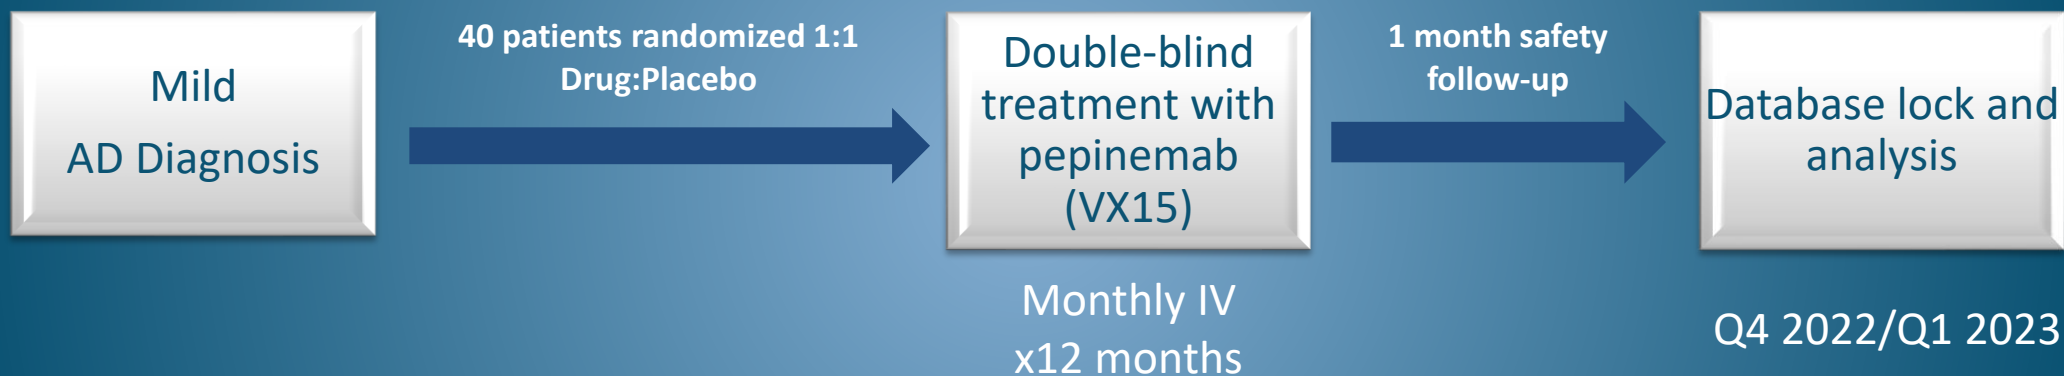 Mild
AD Diagnosis
40 patients randomized 1:1
Drug:Placebo
Double-blind
treatment with
pepinemab
(VX15)
Monthly IV
x12 months
1 month safety
follow-up
Database lock and
analysis
Q4 2022/Q1 2023